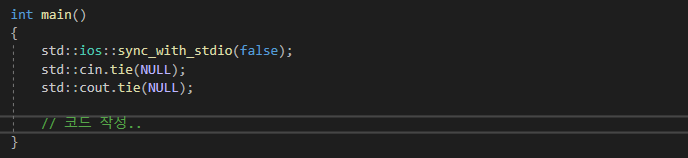 int main()
{
    std::ios::sync_with_stdio(false);
    std::cin.tie(NULL);
    std::cout.tie(NULL);
    // 코드 작성..
}